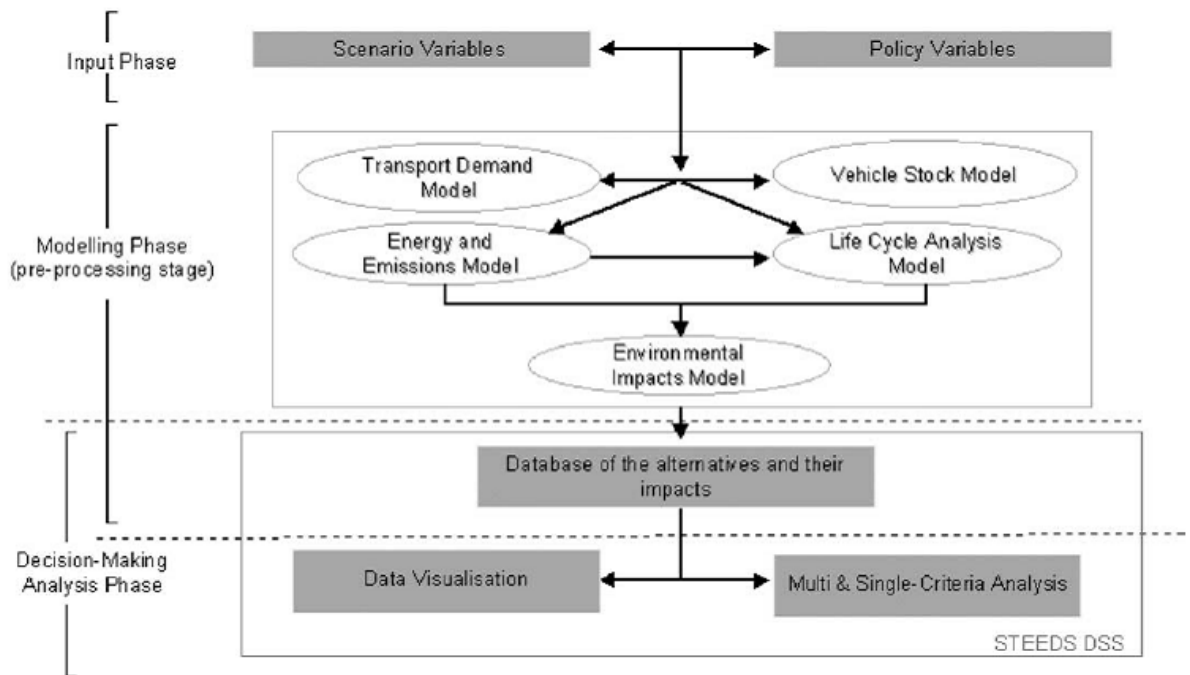 Input Phase
Scenario Variables
Policy Variables
Modelling Phase
(pre-processing stage)
Transport Demand
Model
Vehicle Stock Model
Energy and
Emissions Model
Life Cycle Analysis
Model
Environmental
Impacts Model
Decision-Making
Analysis Phase
Database of the alternatives and their
impacts
Data Visualisation
Multi & Single-Criteria Analysis
STEEDS DSS